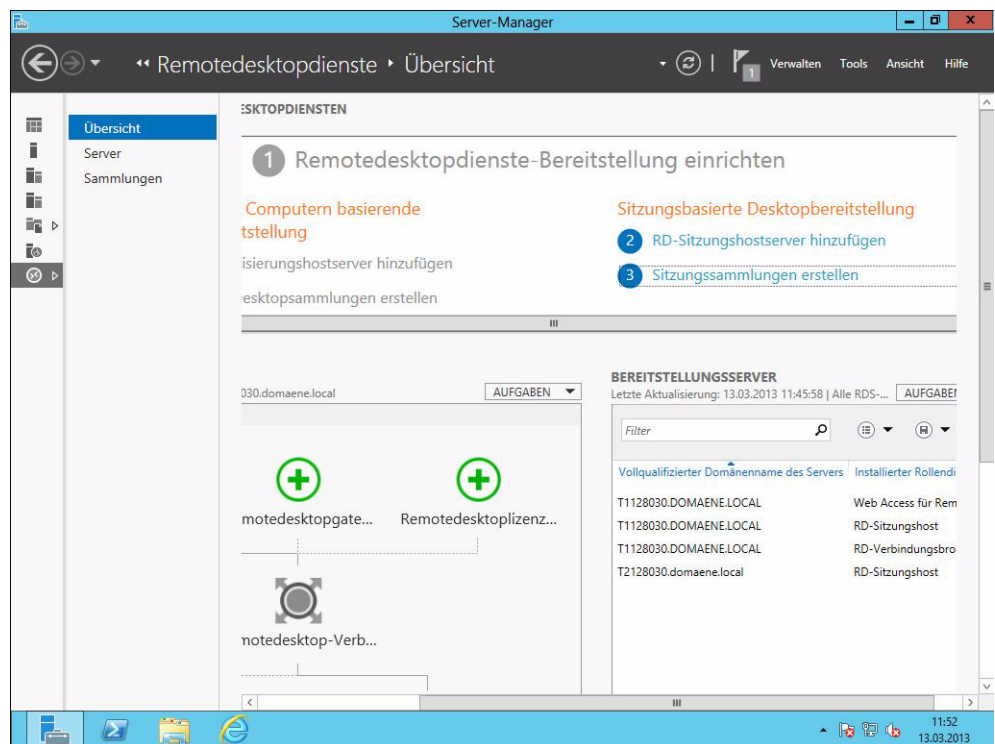 Server-Manager
Remotedesktopdienste
Übersicht
1
Verwalten
Tools
Ansicht
Hilfe
Übersicht
Server
Sammlungen
ESKTOPDIENSTEN
1 Remotedesktopdienste-Bereitstellung einrichten
Computern basierende
tstellung
isierungshostserver hinzufügen
esktopsammlungen erstellen
Sitzungsbasierte Desktopbereitstellung
2 RD-Sitzungshostserver hinzufügen
3 Sitzungssammlungen erstellen
030.domaene.local
AUFGABEN
motedesktopgate...
Remotedesktoplizenz...
notedesktop-Verb...
BEREITSTELLUNGSSERVER
Letzte Aktualisierung: 13.03.2013 11:45:58 | Alle RDS-...
AUFGABEN
Filter
Vollqualifizierter Domänenname des Servers Installierter Rollendi
T1128030.DOMAENE.LOCAL Web Access für Rem
T1128030.DOMAENE.LOCAL RD-Sitzungshost
T1128030.DOMAENE.LOCAL RD-Verbindungsbro
T2128030.domaene.local RD-Sitzungshost
11:52
13.03.2013